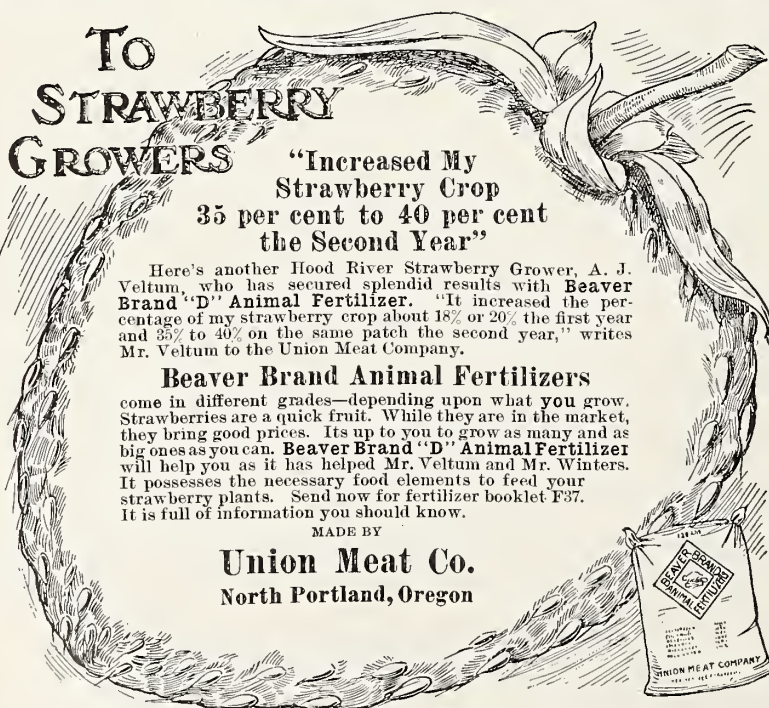 To
Strawberry
Growers
“Increased My
Strawberry Crop
35 per cent to 40 per cent
the Second Year”
Here's another Hood River Strawberry Grower, A. J.
Veltum, who has secured splendid results with Beaver
Brand “D” Animal Fertilizer. “It increased the per-
centage of my strawberry crop about 18% or 20% the first year
and 35% to 40% on the same patch the second year,” writes
Mr. Veltum to the Union Meat Company.
Beaver Brand Animal Fertilizers
come in different grades—depending upon what you grow.
Strawberries are a quick fruit. While they are in the market,
they bring good prices. Its up to you to grow as many and as
big ones as you can. Beaver Brand “D” Animal Fertilizer
will help you as it has helped Mr. Veltum and Mr. Winters.
It possesses the necessary food elements to feed your
strawberry plants. Send now for fertilizer booklet F37.
It is full of information you should know.
MADE BY
Union Meat Co.
North Portland, Oregon
BEAVER BRAND
ANIMAL FERTILIZER
UNION MEAT COMPANY